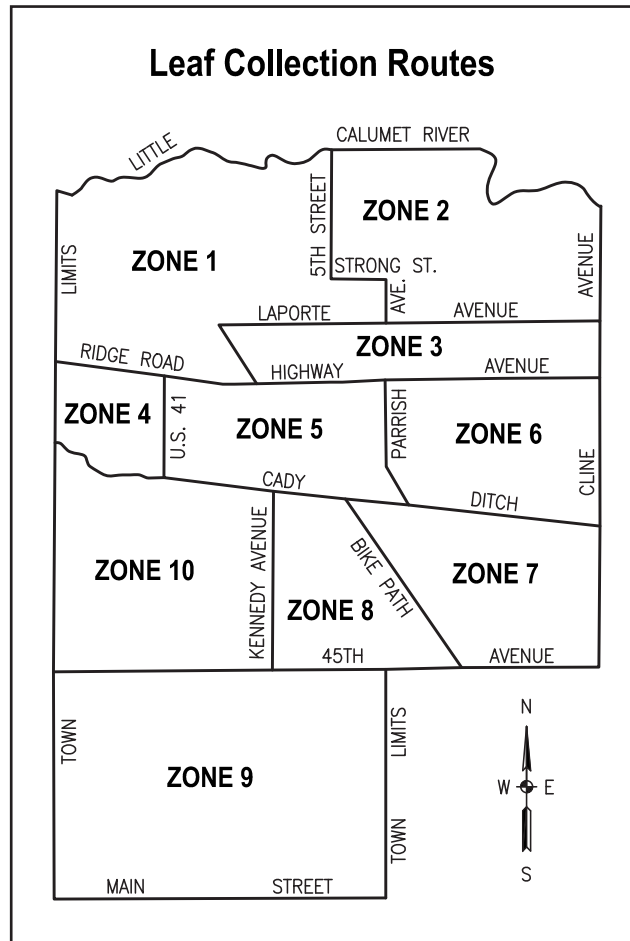 Leaf Collection Routes
LITTLE
CALUMET RIVER
5TH STREET
ZONE 2
ZONE 1
LIMITS
STRONG ST.
AVENUE
AVE.
LAPORTE
AVENUE
ZONE 3
RIDGE ROAD
HIGHWAY
AVENUE
ZONE 4
U.S. 41
ZONE 5
PARRISH
ZONE 6
CLINE
CADY
DITCH
ZONE 10
KENNEDY AVENUE
ZONE 8
BIKE PATH
ZONE 7
45TH
AVENUE
TOWN
LIMITS
ZONE 9
TOWN
MAIN
STREET
N
W
E
S